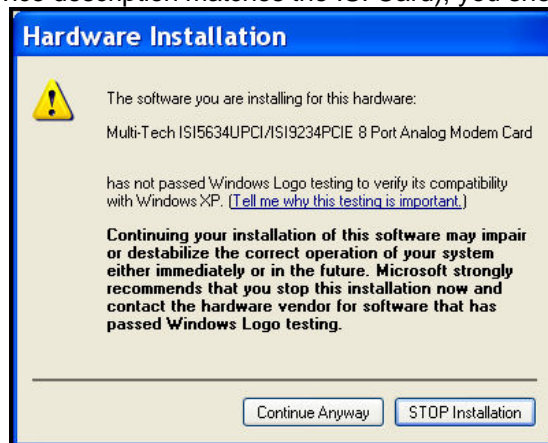 Hardware Installation
The software you are installing for this hardware:
Multi-Tech ISI5634UPCI/ISI9234PCIE 8 Port Analog Modem Card
has not passed Windows Logo testing to verify its compatibility
with Windows XP. (Tell me why this testing is important.)
Continuing your installation of this software may impair
or destabilize the correct operation of your system
either immediately or in the future. Microsoft strongly
recommends that you stop this installation now and
contact the hardware vendor for software that has
passed Windows Logo testing.
Continue Anyway STOP Installation